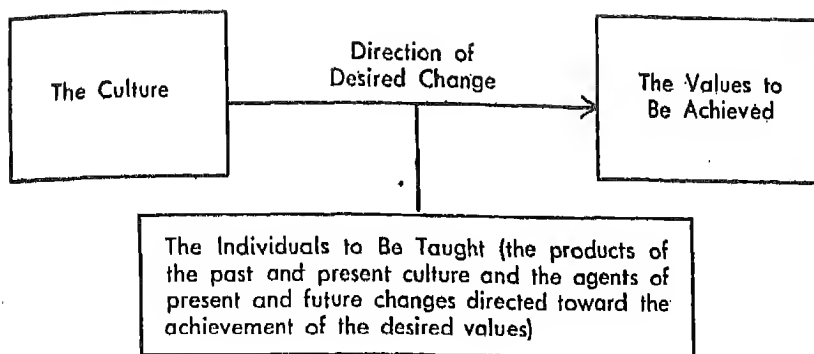 The Culture
Direction of
Desired Change
The Values to
Be Achieved
The Individuals to Be Taught (the products of
the past and present culture and the agents of
present and future changes directed toward the
achievement of the desired values)